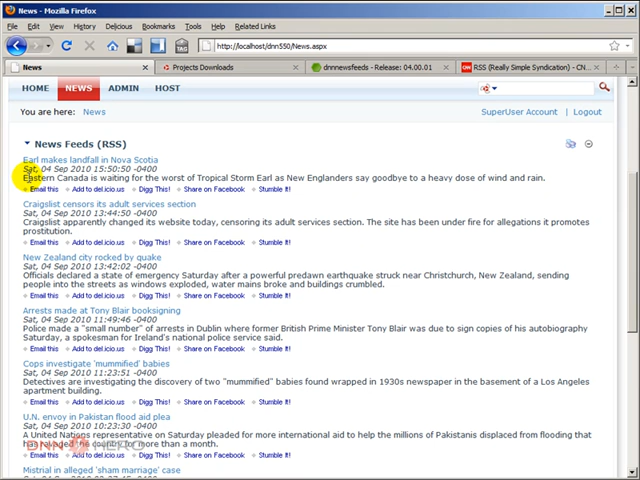 News - Mozilla Firefox
File Edit View History Delicious Bookmarks Tools Help Related Links
http://localhost/dnn550/News.aspx
News Projects Downloads dnnnewsfeeds - Release: 04.00.01 RSS (Really Simple Syndication) - CN...
HOME NEWS ADMIN HOST
You are here: News SuperUser Account | Logout
News Feeds (RSS)
Earl makes landfall in Nova Scotia
Sat, 04 Sep 2010 15:50:50 -0400
Eastern Canada is waiting for the worst of Tropical Storm Earl as New Englanders say goodbye to a heavy dose of wind and rain.
Email this Add to del.icio.us Digg This! Share on Facebook Stumble It!
Craigslist censors its adult services section
Sat, 04 Sep 2010 13:44:50 -0400
Craigslist apparently changed its website today, censoring its adult services section. The site has been under fire for allegations it promotes
prostitution.
Email this Add to del.icio.us Digg This! Share on Facebook Stumble It!
New Zealand city rocked by quake
Sat, 04 Sep 2010 13:42:02 -0400
Officials declared a state of emergency Saturday after a powerful predawn earthquake struck near Christchurch, New Zealand, sending
people into the streets as windows exploded, water mains broke and buildings crumbled.
Email this Add to del.icio.us Digg This! Share on Facebook Stumble It!
Arrests made at Tony Blair booksigning
Sat, 04 Sep 2010 11:49:46 -0400
Police made a "small number" of arrests in Dublin where former British Prime Minister Tony Blair was due to sign copies of his autobiography
Saturday, a spokesman for Ireland's national police service said.
Email this Add to del.icio.us Digg This! Share on Facebook Stumble It!
Cops investigate 'mummified' babies
Sat, 04 Sep 2010 11:23:51 -0400
Detectives are investigating the discovery of two "mummified" babies found wrapped in 1930s newspaper in the basement of a Los Angeles
apartment building.
Email this Add to del.icio.us Digg This! Share on Facebook Stumble It!
U.N. envoy in Pakistan flood aid plea
Sat, 04 Sep 2010 10:23:30 -0400
A United Nations representative on Saturday pleaded for more international aid to help the millions of Pakistanis displaced from flooding that
has ravaged the country for more than a month.
DNN HERO
Email this Add to del.icio.us Digg This! Share on Facebook Stumble It!
Mistrial in alleged 'sham marriage' case